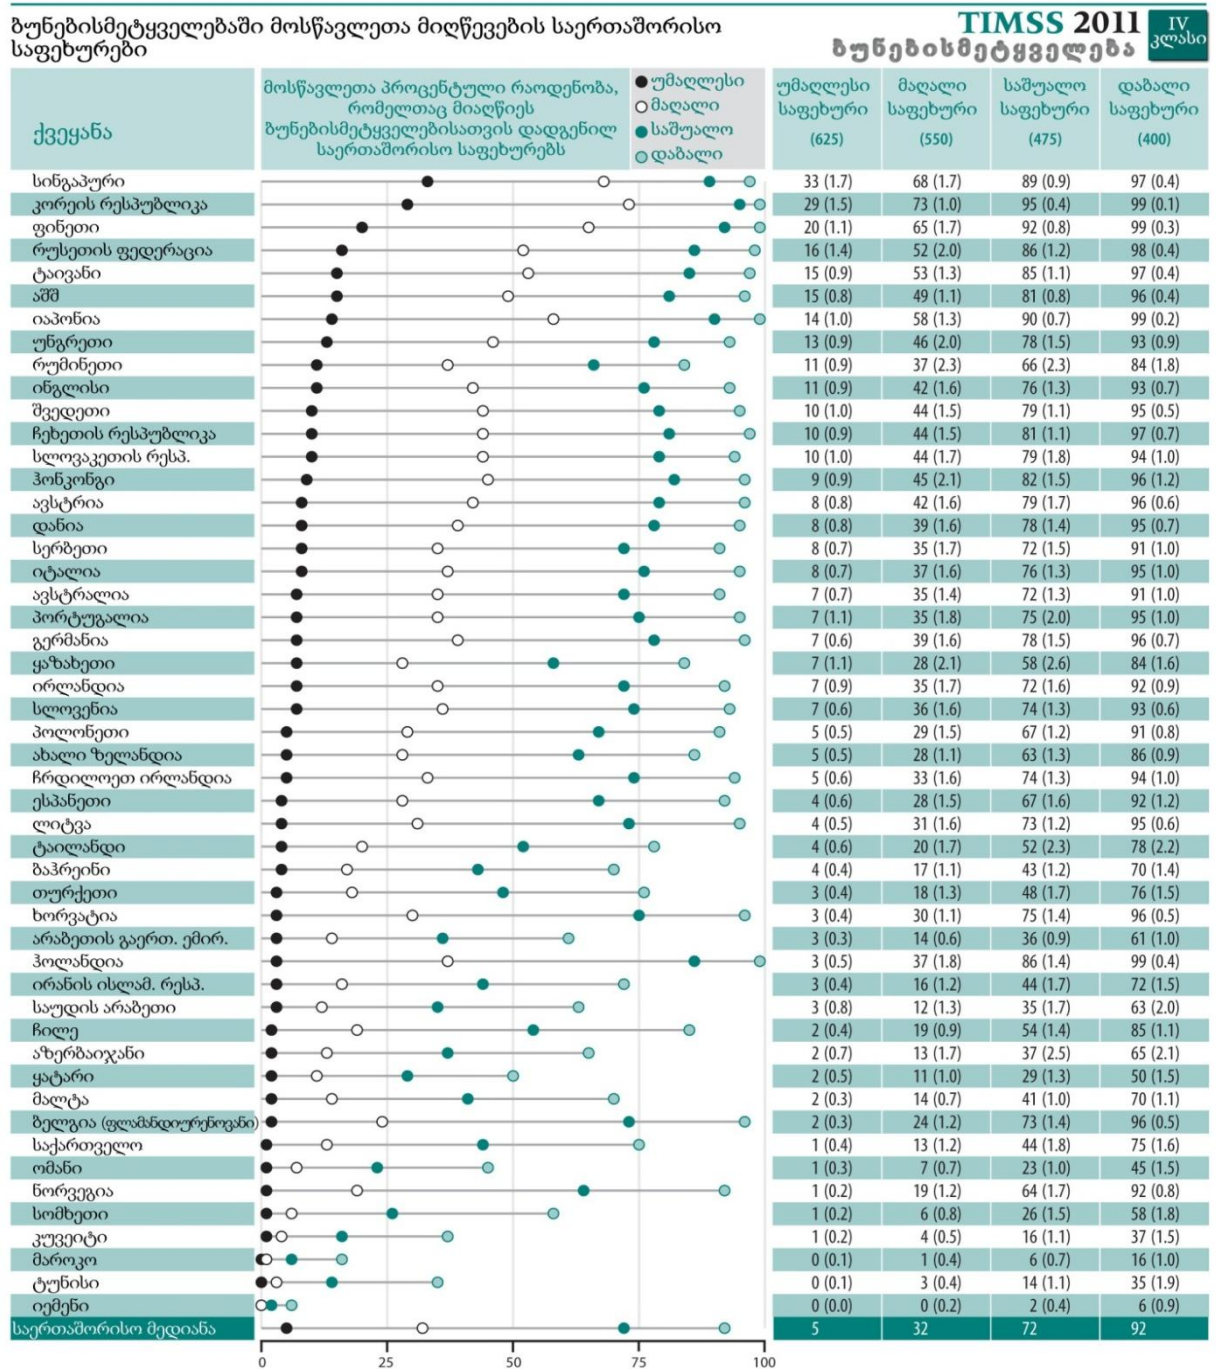 ბუნებისმეტყველებაში მოსწავლეთა მიღწევების საერთაშორისო
საფეხურები
TIMSS 2011
ბუნებისმეტყველება
IV
კლასი
ქვეყანა
მოსწავლეთა პროცენტული რაოდენობა,
რომელთაც მიაღწიეს
ბუნებისმეტყველებისათვის დადგენილ
საერთაშორისო საფეხურებს
უმაღლესი
მაღალი
საშუალო
დაბალი
უმაღლესი საფეხური (625)
მაღალი საფეხური (550)
საშუალო საფეხური (475)
დაბალი საფეხური (400)
სინგაპური 33 (1.7) 68 (1.7) 89 (0.9) 97 (0.4)
კორეის რესპუბლიკა 29 (1.5) 73 (1.0) 95 (0.4) 99 (0.1)
ფინეთი 20 (1.1) 65 (1.7) 92 (0.8) 99 (0.3)
რუსეთის ფედერაცია 16 (1.4) 52 (2.0) 86 (1.2) 98 (0.4)
ტაივანი 15 (0.9) 53 (1.3) 85 (1.1) 97 (0.4)
აშშ 15 (0.8) 49 (1.1) 81 (0.8) 96 (0.4)
იაპონია 14 (1.0) 58 (1.3) 90 (0.7) 99 (0.2)
უნგრეთი 13 (0.9) 46 (2.0) 78 (1.5) 93 (0.9)
რუმინეთი 11 (0.9) 37 (2.3) 66 (2.3) 84 (1.8)
ინგლისი 11 (0.9) 42 (1.6) 76 (1.3) 93 (0.7)
შვედეთი 10 (1.0) 44 (1.5) 79 (1.1) 95 (0.5)
ჩეხეთის რესპუბლიკა 10 (0.9) 44 (1.5) 81 (1.1) 97 (0.7)
სლოვაკეთის რესპ. 10 (1.0) 44 (1.7) 79 (1.8) 94 (1.0)
ჰონკონგი 9 (0.9) 45 (2.1) 82 (1.5) 96 (1.2)
ავსტრია 8 (0.8) 42 (1.6) 79 (1.7) 96 (0.6)
დანია 8 (0.8) 39 (1.6) 78 (1.4) 95 (0.7)
სერბეთი 8 (0.7) 35 (1.7) 72 (1.5) 91 (1.0)
იტალია 8 (0.7) 37 (1.6) 76 (1.3) 95 (1.0)
ავსტრალია 7 (0.7) 35 (1.4) 72 (1.3) 91 (1.0)
პორტუგალია 7 (1.1) 35 (1.8) 75 (2.0) 95 (1.0)
გერმანია 7 (0.6) 39 (1.6) 78 (1.5) 96 (0.7)
ყაზახეთი 7 (1.1) 28 (2.1) 58 (2.6) 84 (1.6)
ირლანდია 7 (0.9) 35 (1.7) 72 (1.6) 92 (0.9)
სლოვენია 7 (0.6) 36 (1.6) 74 (1.3) 93 (0.6)
პოლონეთი 5 (0.5) 29 (1.5) 67 (1.2) 91 (0.8)
ახალი ზელანდია 5 (0.5) 28 (1.1) 63 (1.3) 86 (0.9)
ჩრდილოეთ ირლანდია 5 (0.6) 33 (1.6) 74 (1.3) 94 (1.0)
ესპანეთი 4 (0.6) 28 (1.5) 67 (1.6) 92 (1.2)
ლიტვა 4 (0.5) 31 (1.6) 73 (1.2) 95 (0.6)
ტაილანდი 4 (0.6) 20 (1.7) 52 (2.3) 78 (2.2)
ბაჰრეინი 4 (0.4) 17 (1.1) 43 (1.2) 70 (1.4)
თურქეთი 3 (0.4) 18 (1.3) 48 (1.7) 76 (1.5)
ხორვატია 3 (0.4) 30 (1.1) 75 (1.4) 96 (0.5)
არაბეთის გაერთ. ემირ. 3 (0.3) 14 (0.6) 36 (0.9) 61 (1.0)
ჰოლანდია 3 (0.5) 37 (1.8) 86 (1.4) 99 (0.4)
ირანის ისლამ. რესპ. 3 (0.4) 16 (1.2) 44 (1.7) 72 (1.5)
საუდის არაბეთი 3 (0.8) 12 (1.3) 35 (1.7) 63 (2.0)
ჩილე 2 (0.4) 19 (0.9) 54 (1.4) 85 (1.1)
აზერბაიჯანი 2 (0.7) 13 (1.7) 37 (2.5) 65 (2.1)
ყატარი 2 (0.5) 11 (1.0) 29 (1.3) 50 (1.5)
მალტა 2 (0.3) 14 (0.7) 41 (1.0) 70 (1.1)
ბელგია (ფლამანდიურენოვანი) 2 (0.3) 24 (1.2) 73 (1.4) 96 (0.5)
საქართველო 1 (0.4) 13 (1.2) 44 (1.8) 75 (1.6)
ომანი 1 (0.3) 7 (0.7) 23 (1.0) 45 (1.5)
ნორვეგია 1 (0.2) 19 (1.2) 64 (1.7) 92 (0.8)
სომხეთი 1 (0.2) 6 (0.8) 26 (1.5) 58 (1.8)
კუვეიტი 1 (0.2) 4 (0.5) 16 (1.1) 37 (1.5)
მაროკო 0 (0.1) 1 (0.4) 6 (0.7) 16 (1.0)
ტუნისი 0 (0.1) 3 (0.4) 14 (1.1) 35 (1.9)
იემენი 0 (0.0) 0 (0.2) 2 (0.4) 6 (0.9)
საერთაშორისო მედიანა 5 32 72 92
0 25 50 75 100